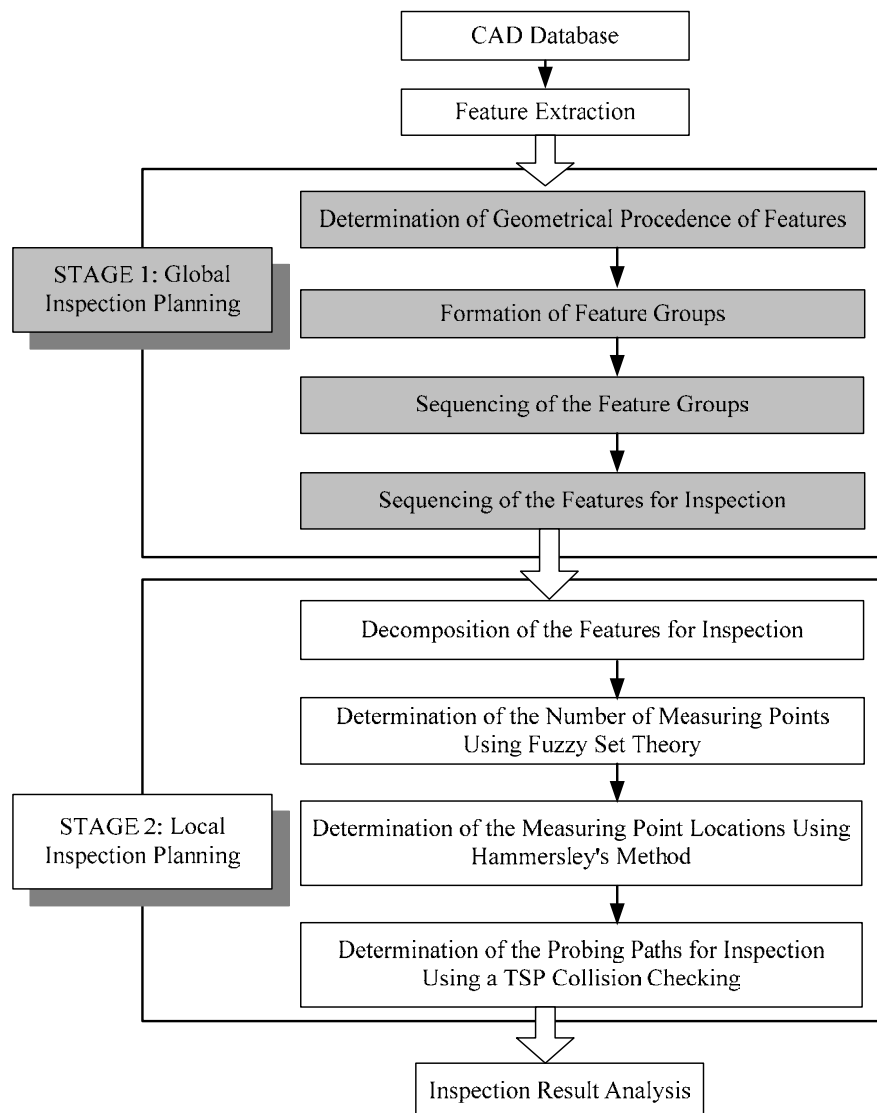 CAD Database
Feature Extraction
Determination of Geometrical Procedence of Features
STAGE 1: Global
Inspection Planning
Formation of Feature Groups
Sequencing of the Feature Groups
Sequencing of the Features for Inspection
Decomposition of the Features for Inspection
Determination of the Number of Measuring Points
Using Fuzzy Set Theory
STAGE 2: Local
Inspection Planning
Determination of the Measuring Point Locations Using
Hammersley's Method
Determination of the Probing Paths for Inspection
Using a TSP Collision Checking
Inspection Result Analysis